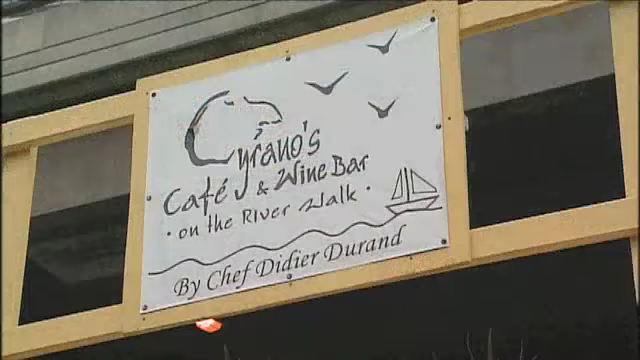 Cyrano's
Café & Wine Bar
• on the River Walk •
By Chef Didier Durand